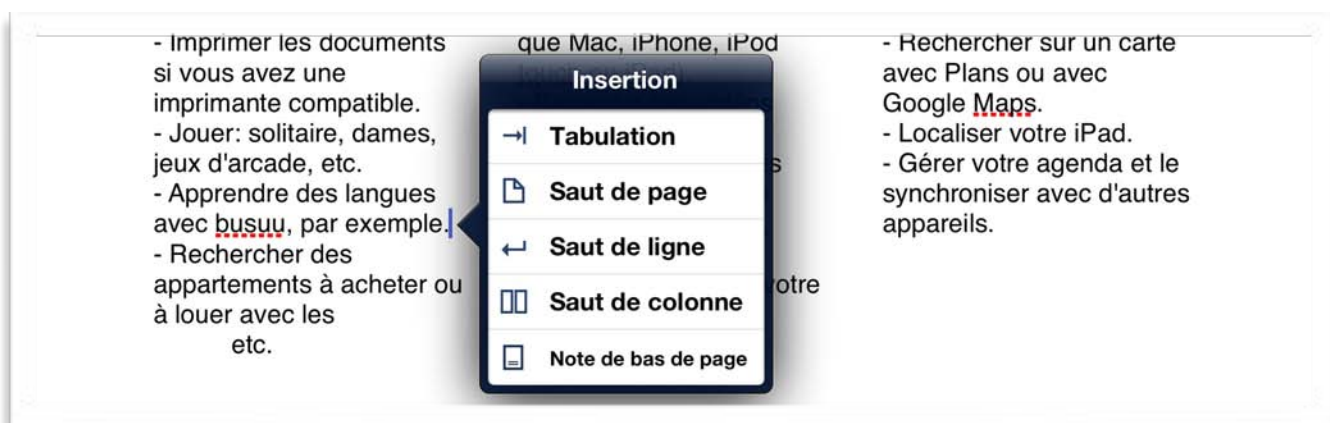 - Imprimer les documents
si vous avez une
imprimante compatible.
- Jouer: solitaire, dames,
jeux d'arcade, etc.
- Apprendre des langues
avec busuu, par exemple.
- Rechercher des
appartements à acheter ou
à louer avec les
etc.
que Mac, iPhone, iPod
Insertion
Tabulation
Saut de page
Saut de ligne
Saut de colonne
Note de bas de page
- Rechercher sur un carte
avec Plans ou avec
Google Maps.
- Localiser votre iPad.
- Gérer votre agenda et le
synchroniser avec d'autres
appareils.